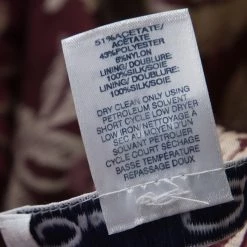 51% ACETATE/
ACETATE
43% POLYESTER
6% NYLON
LINING/ DOUBLURE:
100% SILK/SOIE
LINING/ DOUBLURE:
100% SILK/SOIE
DRY CLEAN ONLY USING
PETROLEUM SOLVENT
SHORT CYCLE LOW DRYER
LOW IRON NETTOYAGE A
SEC AU MOYEN
SOLVANT PETROLE
CYCLE COURT SECHAGE
BASSE TEMPERATURE
REPASSAGE DOUX